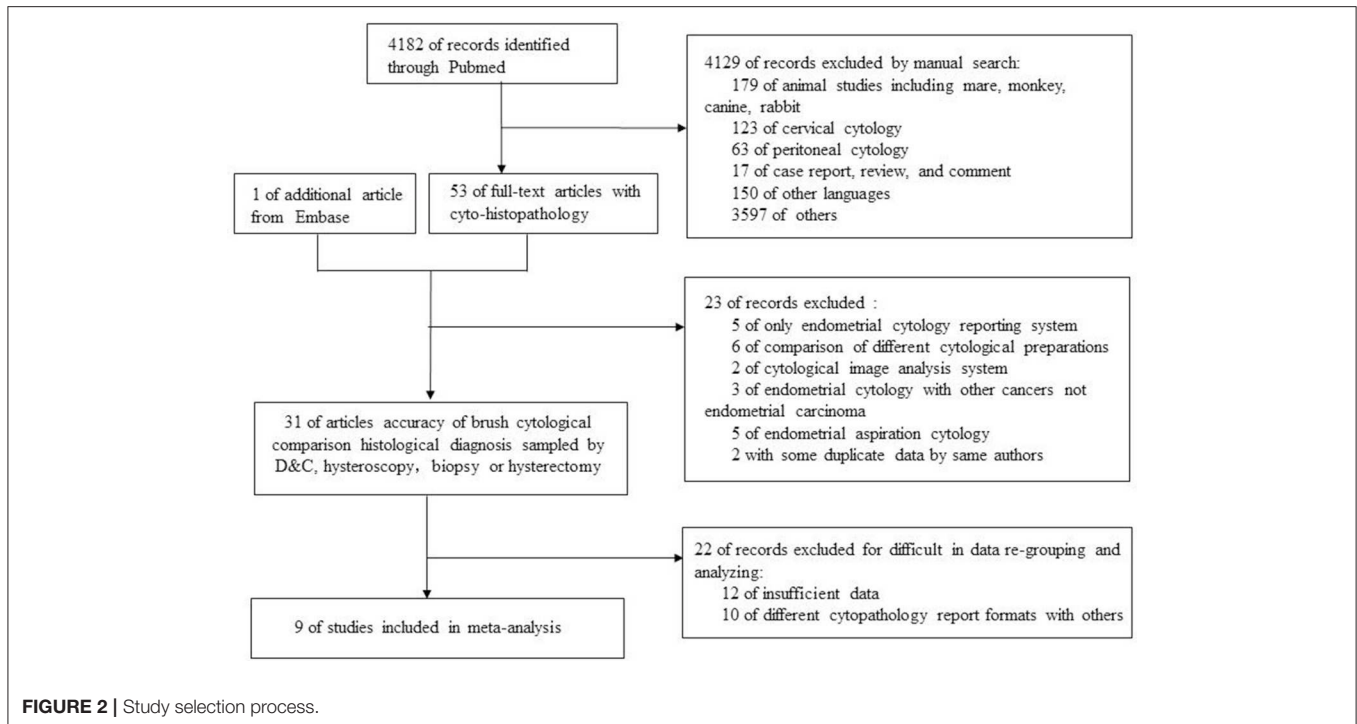 4182 of records identified
through Pubmed
4129 of records excluded by manual search:
179 of animal studies including mare, monkey,
canine, rabbit
123 of cervical cytology
63 of peritoneal cytology
17 of case report, review, and comment
150 of other languages
3597 of others
1 of additional article
from Embase
53 of full-text articles with
cyto-histopathology
23 of records excluded :
5 of only endometrial cytology reporting system
6 of comparison of different cytological preparations
2 of cytological image analysis system
3 of endometrial cytology with other cancers not
endometrial carcinoma
5 of endometrial aspiration cytology
2 with some duplicate data by same authors
31 of articles accuracy of brush cytological
comparison histological diagnosis sampled by
D&C, hysteroscopy, biopsy or hysterectomy
22 of records excluded for difficult in data re-grouping and
analyzing:
12 of insufficient data
10 of different cytopathology report formats with others
9 of studies included in meta-analysis
FIGURE 2 | Study selection process.